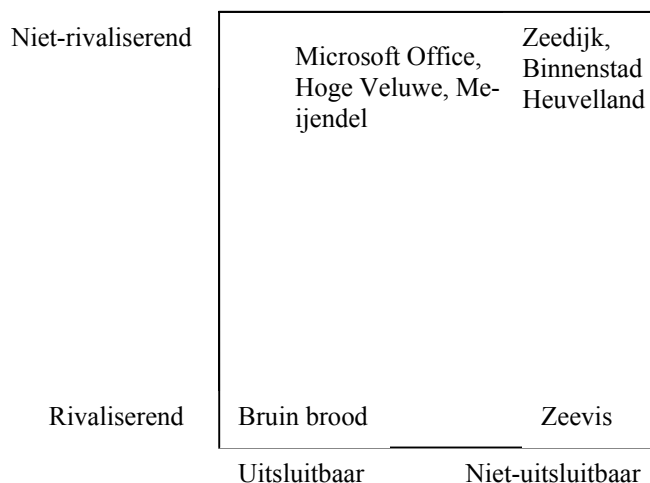 Niet-rivaliserend
Microsoft Office,
Hoge Veluwe, Me-
ijendel
Zeedijk,
Binnenstad
Heuvelland
Rivaliserend
Bruin brood
Zeevis
Uitsluitbaar
Niet-uitsluitbaar